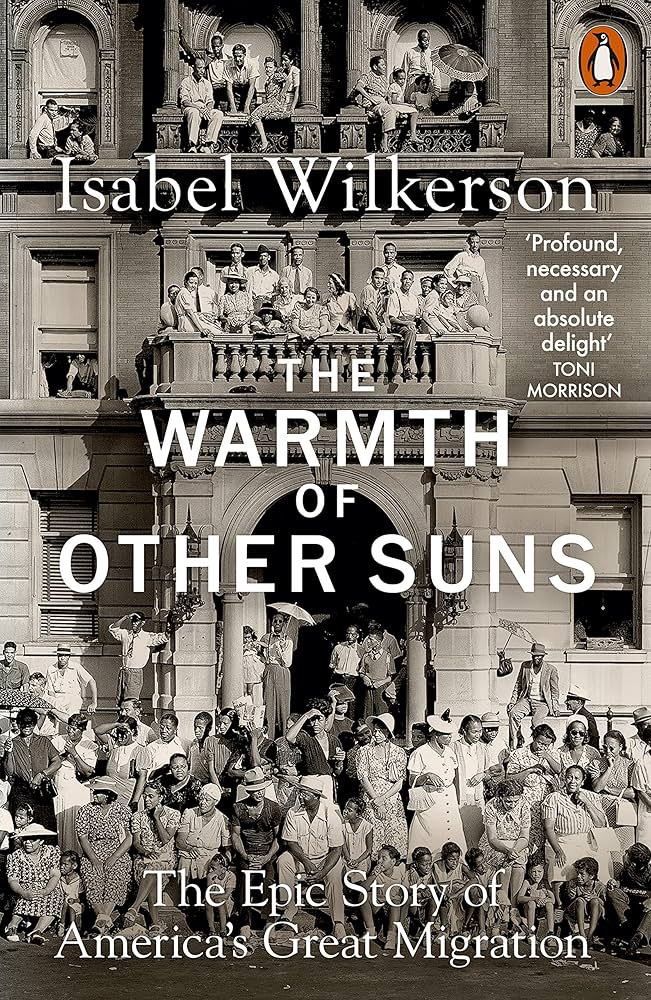 Isabel Wilkerson
‘Profound,
necessary
and an
absolute
delight’
TONI
MORRISON
THE
WARMTH
OF
OTHER SUNS
The Epic Story of
America’s Great Migration